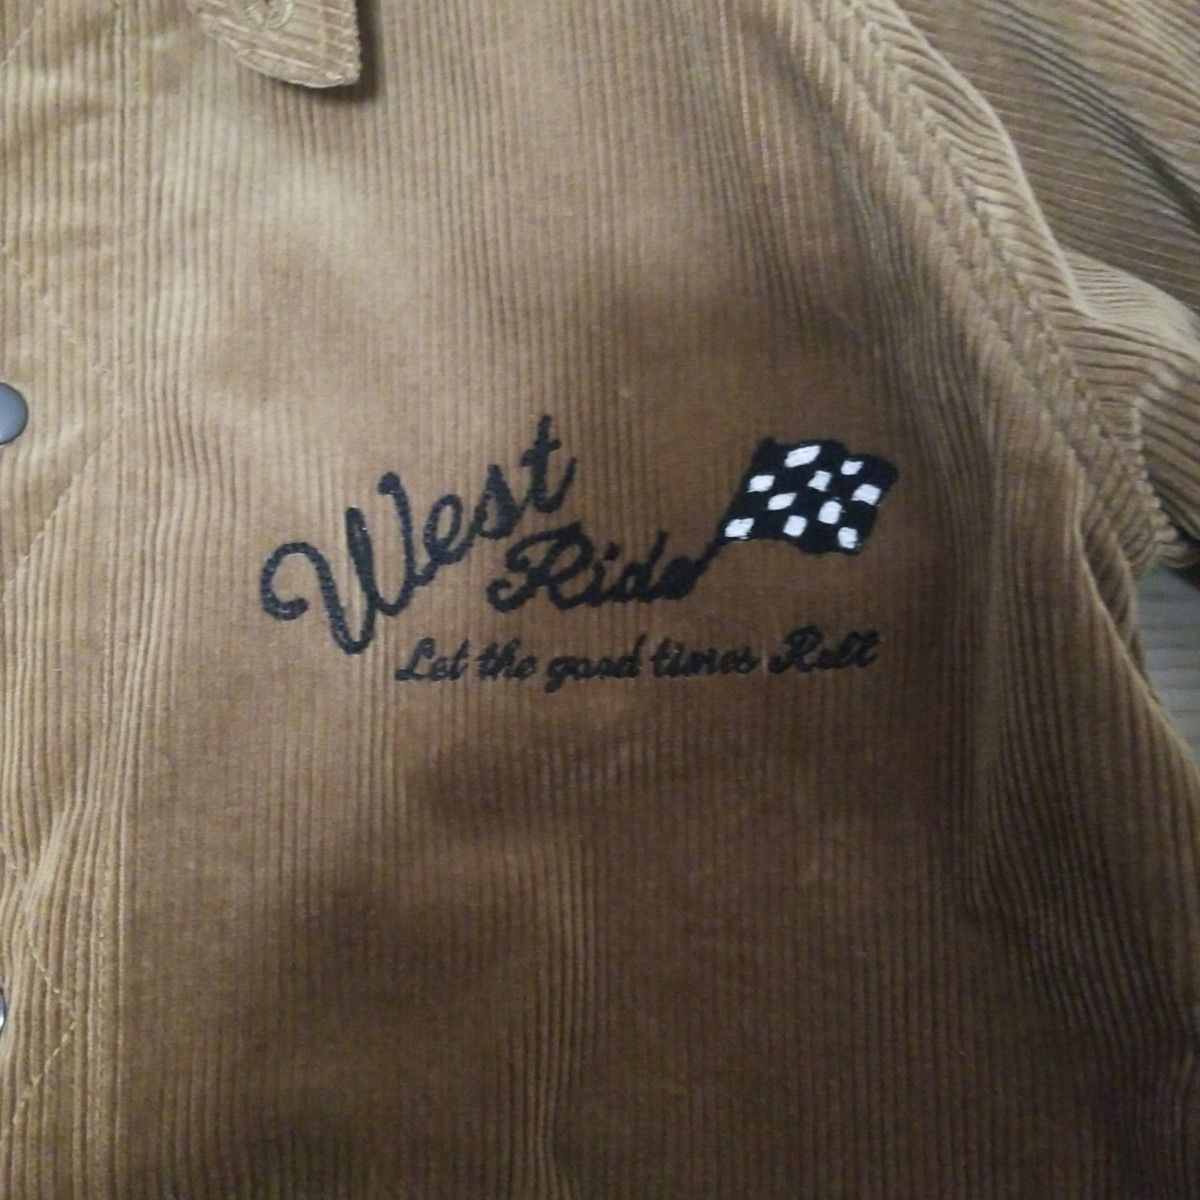 West
Ride
Let the good times Roll